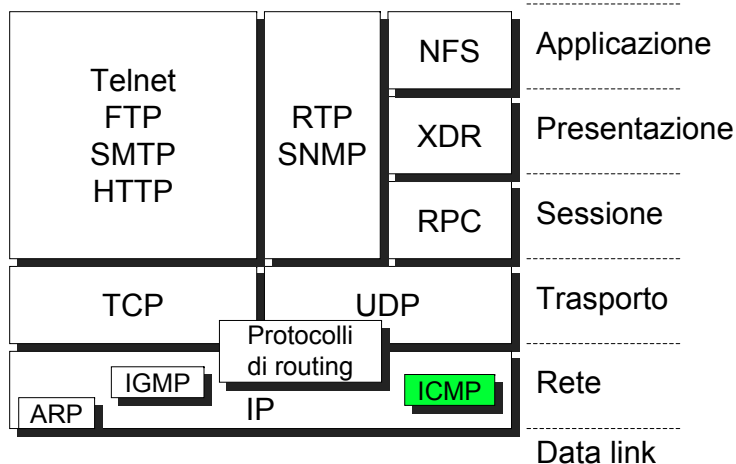 Telnet
FTP
SMTP
HTTP
RTP
SNMP
NFS
XDR
RPC
Applicazione
Presentazione
Sessione
TCP
UDP
Trasporto
Protocolli
di routing
IGMP
ICMP
ARP
IP
Rete
Data link